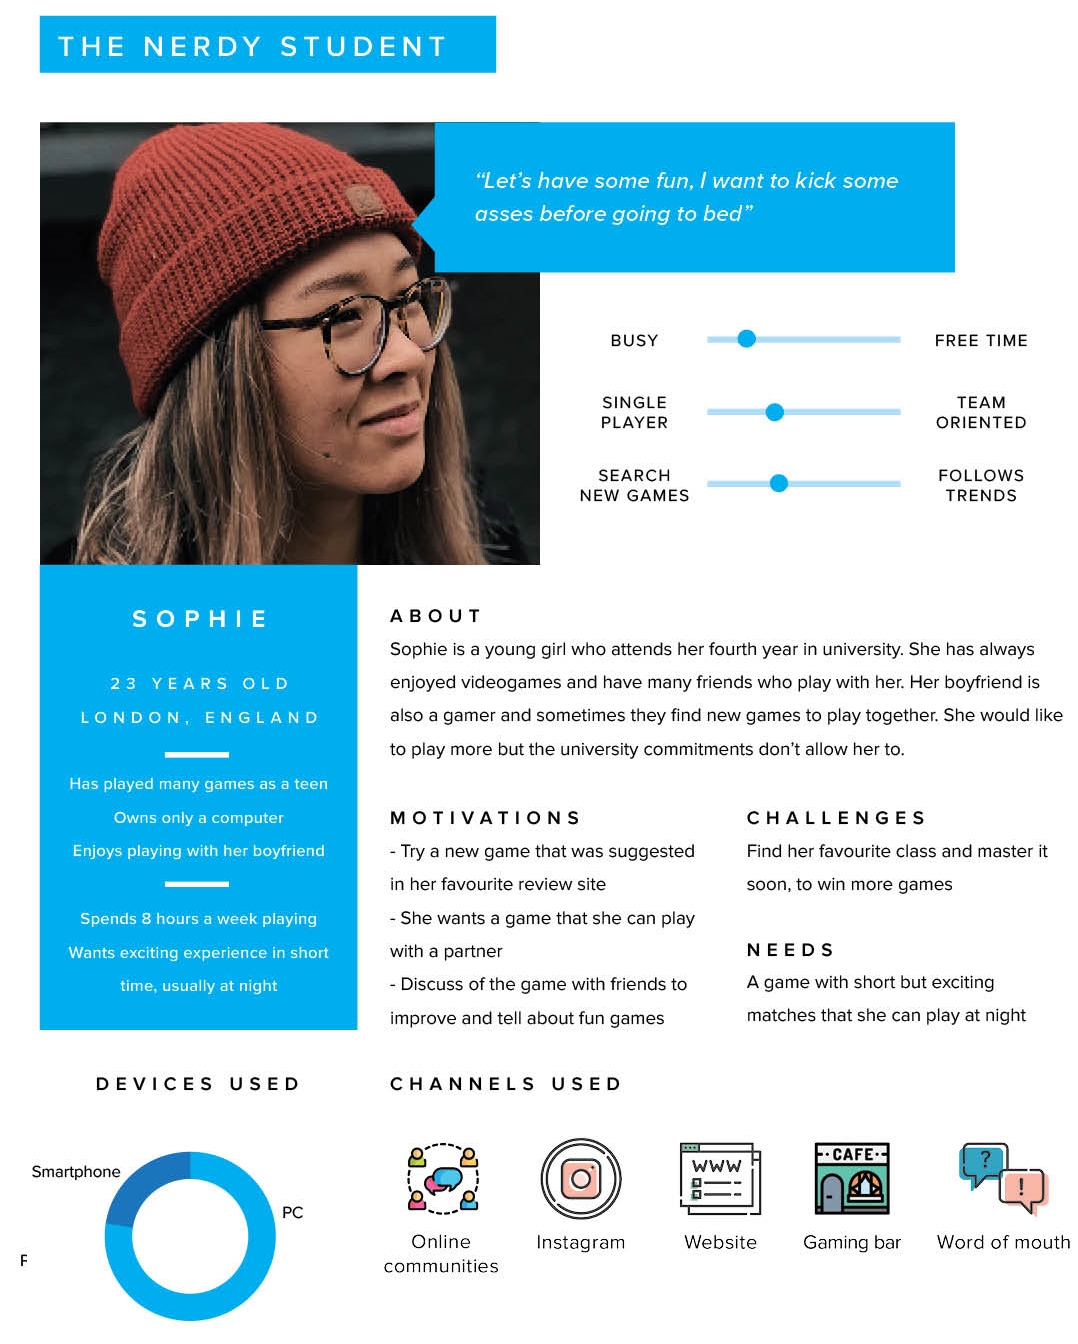 THE NERDY STUDENT
“Let’s have some fun, I want to kick some
asses before going to bed”
BUSY
FREE TIME
SINGLE
PLAYER
TEAM
ORIENTED
SEARCH
NEW GAMES
FOLLOWS
TRENDS
SOPHIE
23 YEARS OLD
LONDON, ENGLAND
Has played many games as a teen
Owns only a computer
Enjoys playing with her boyfriend
Spends 8 hours a week playing
Wants exciting experience in short
time, usually at night
ABOUT
Sophie is a young girl who attends her fourth year in university. She has always
enjoyed videogames and have many friends who play with her. Her boyfriend is
also a gamer and sometimes they find new games to play together. She would like
to play more but the university commitments don’t allow her to.
MOTIVATIONS
- Try a new game that was suggested
in her favourite review site
- She wants a game that she can play
with a partner
- Discuss of the game with friends to
improve and tell about fun games
CHALLENGES
Find her favourite class and master it
soon, to win more games
NEEDS
A game with short but exciting
matches that she can play at night
DEVICES USED
Smartphone
PC
F
CHANNELS USED
WWW
CAFE
?
!
Online
communities
Instagram
Website
Gaming bar
Word of mouth